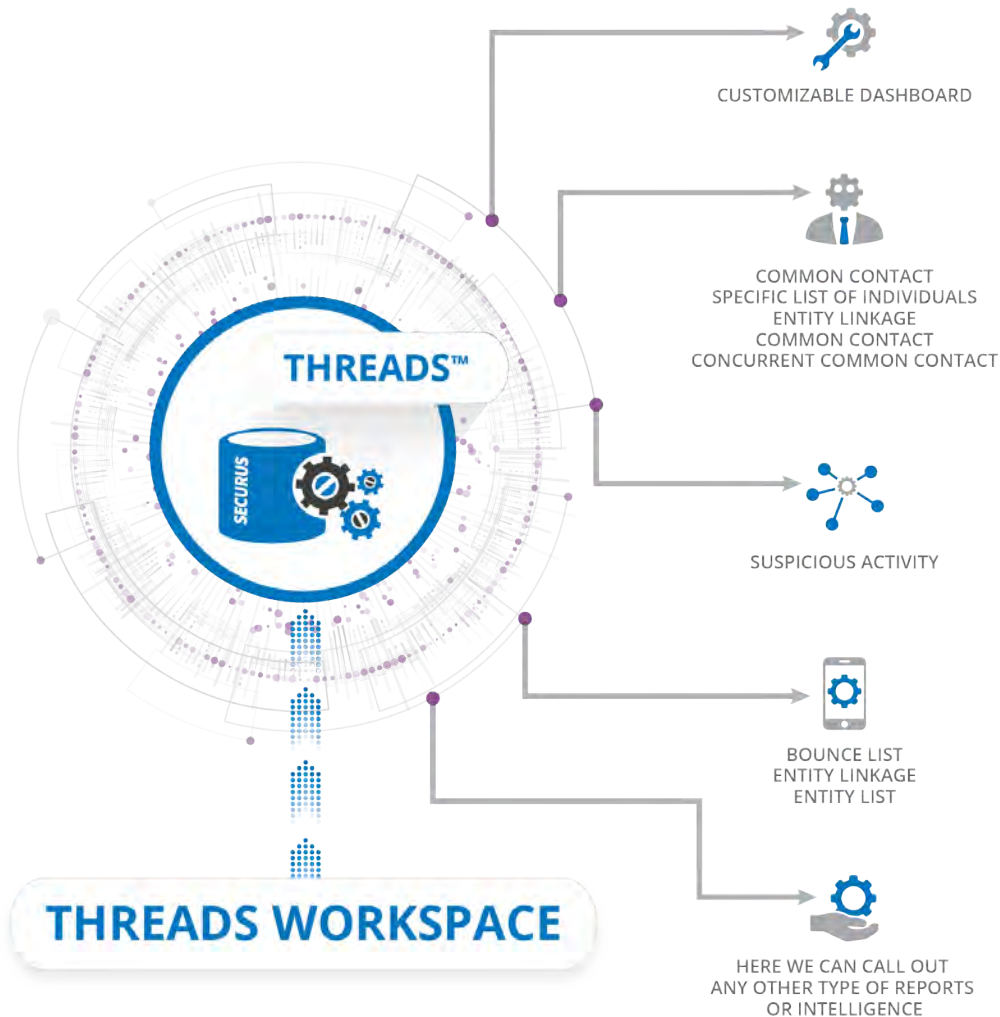 CUSTOMIZABLE DASHBOARD
COMMON CONTACT
SPECIFIC LIST OF INDIVIDUALS
ENTITY LINKAGE
COMMON CONTACT
CONCURRENT COMMON CONTACT
THREADS™
SECURUS
SUSPICIOUS ACTIVITY
BOUNCE LIST
ENTITY LINKAGE
ENTITY LIST
THREADS WORKSPACE
HERE WE CAN CALL OUT
ANY OTHER TYPE OF REPORTS
OR INTELLIGENCE